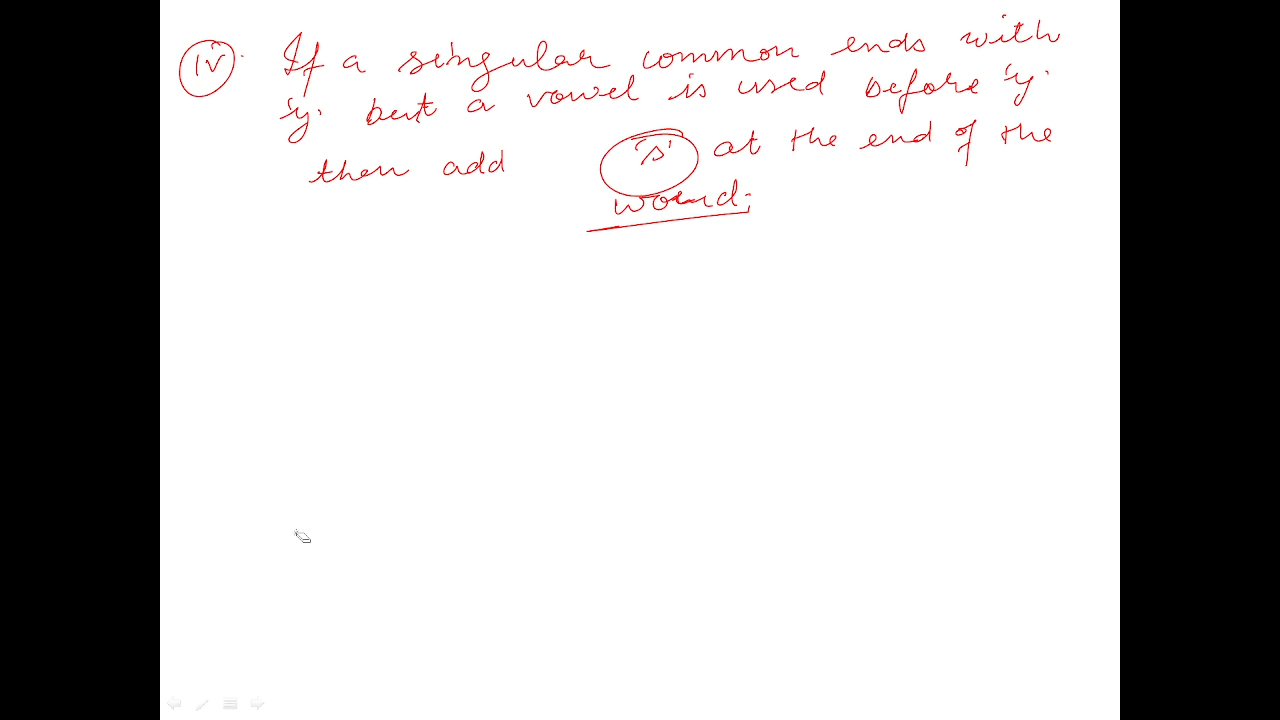 (iv) If a singular common ends with
'y' but a vowel is used before 'y'
then add 's' at the end of the
word.